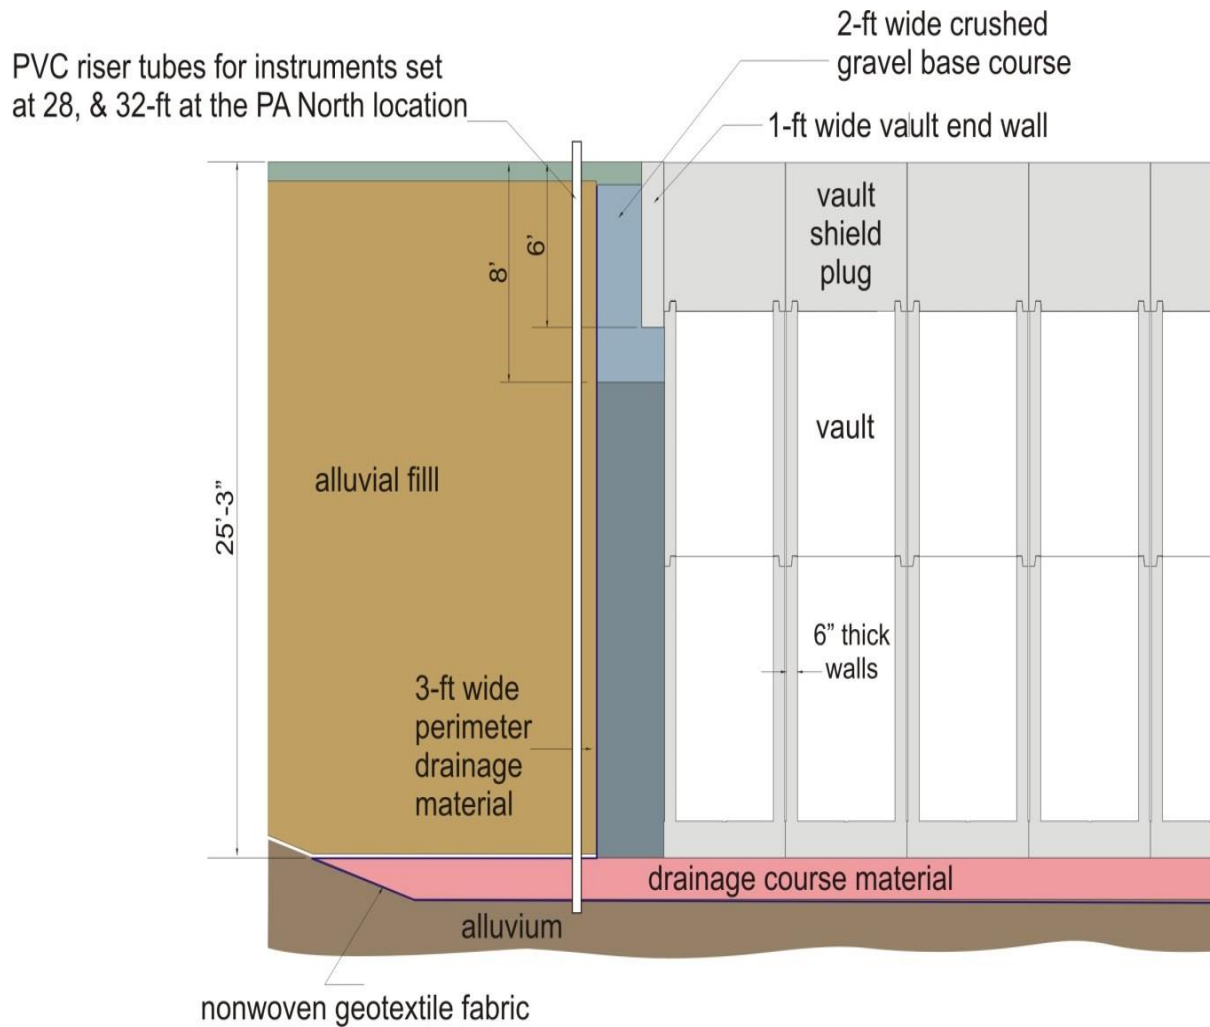 PVC riser tubes for instruments set
at 28, & 32-ft at the PA North location
2-ft wide crushed
gravel base course
1-ft wide vault end wall
vault
shield
plug
6’
8’
25’-3”
alluvial filll
vault
6” thick
walls
3-ft wide
perimeter
drainage
material
drainage course material
alluvium
nonwoven geotextile fabric